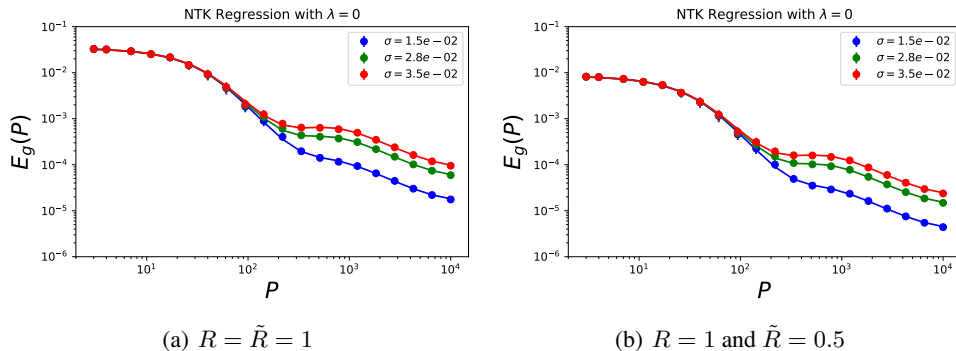 NTK Regression with λ = 0
σ = 1.5e − 02
σ = 2.8e − 02
σ = 3.5e − 02
E_g(P)
10^{-1}
10^{-2}
10^{-3}
10^{-4}
10^{-5}
10^{-6}
10^1
10^2
10^3
10^4
P
(a) R = R̃ = 1
NTK Regression with λ = 0
σ = 1.5e − 02
σ = 2.8e − 02
σ = 3.5e − 02
E_g(P)
10^{-1}
10^{-2}
10^{-3}
10^{-4}
10^{-5}
10^{-6}
10^1
10^2
10^3
10^4
P
(b) R = 1 and R̃ = 0.5